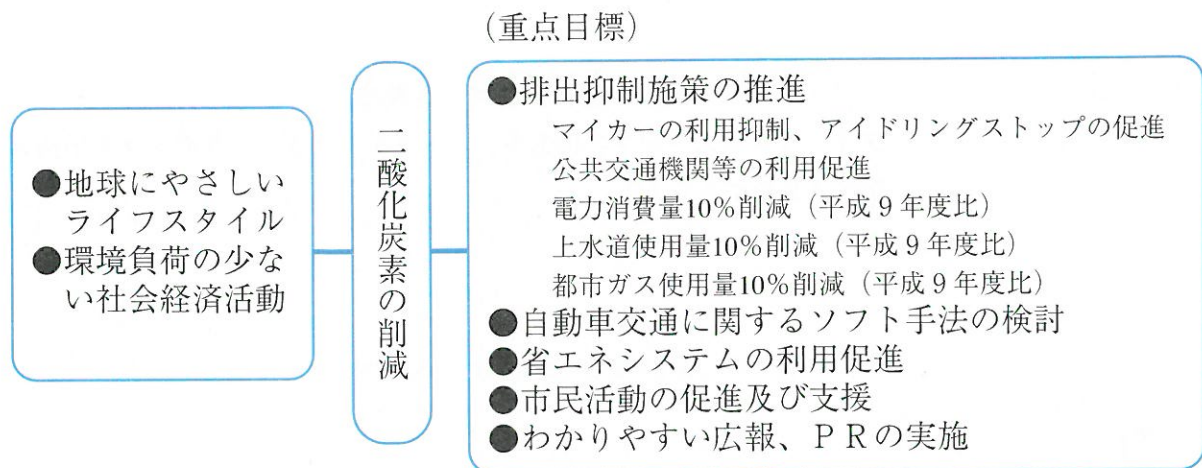 (重点目標)
●地球にやさしい
ライフスタイル
●環境負荷の少な
い社会経済活動
二酸化炭素の削減
●排出抑制施策の推進
マイカーの利用抑制、アイドリングストップの促進
公共交通機関等の利用促進
電力消費量10%削減（平成9年度比）
上水道使用量10%削減（平成9年度比）
都市ガス使用量10%削減（平成9年度比）
●自動車交通に関するソフト手法の検討
●省エネシステムの利用促進
●市民活動の促進及び支援
●わかりやすい広報、ＰＲの実施